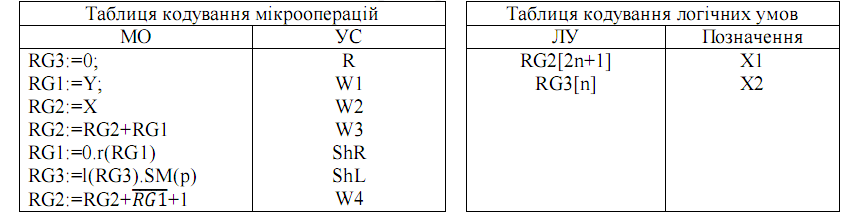 Таблиця кодування мікрооперацій
МО УС
RG3:=0; R
RG1:=Y; W1
RG2:=X W2
RG2:=RG2+RG1 W3
RG1:=0.r(RG1) ShR
RG3:=l(RG3).SM(p) ShL
RG2:=RG2+R̅G̅1̅+1 W4
Таблиця кодування логічних умов
ЛУ Позначення
RG2[2n+1] X1
RG3[n] X2